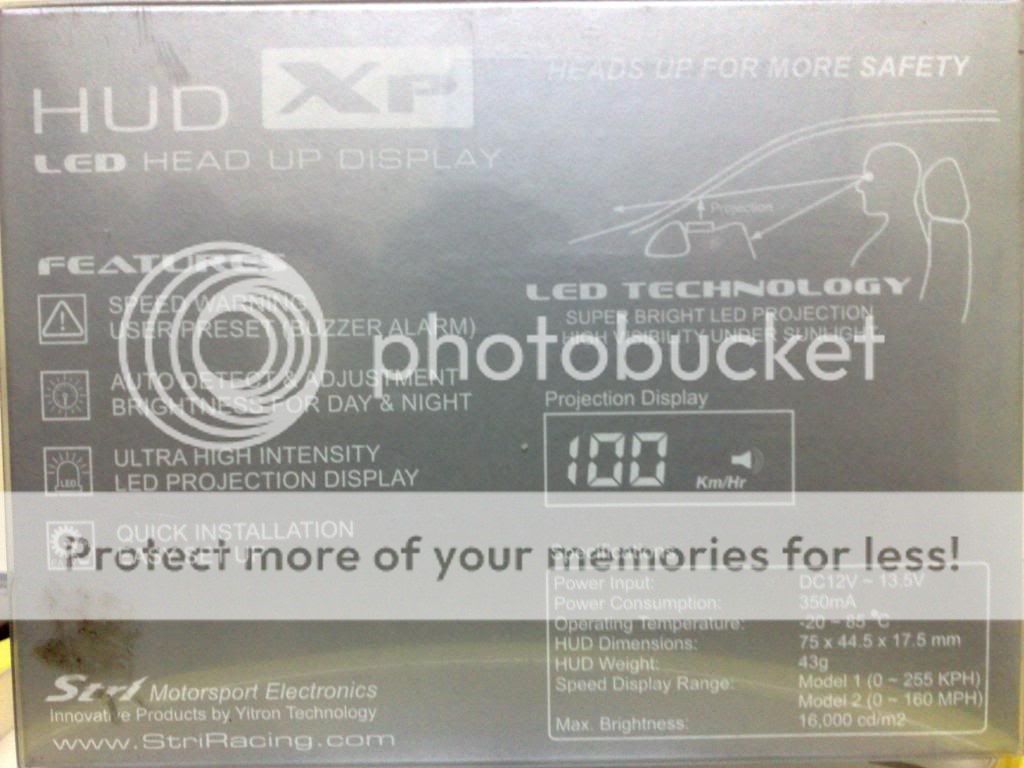 HUD XP
LED HEAD UP DISPLAY
HEADS UP FOR MORE SAFETY
Projection
FEATURES
SPEED WARNING
USER PRESET (BUZZER ALARM)
AUTO DETECT & ADJUSTMENT
BRIGHTNESS FOR DAY & NIGHT
LED
ULTRA HIGH INTENSITY
LED PROJECTION DISPLAY
QUICK INSTALLATION
EASY SET UP
LED TECHNOLOGY
SUPER BRIGHT LED PROJECTION
HIGH VISIBILITY UNDER SUNLIGHT
photobucket
Projection Display
100 Km/Hr
Protect more of your memories for less!
Specifications
Power Input: DC12V ~ 13.5V
Power Consumption: 350mA
Operating Temperature: -20 ~ 85 °C
HUD Dimensions: 75 x 44.5 x 17.5 mm
HUD Weight: 43g
Speed Display Range: Model 1 (0 ~ 255 KPH)
Model 2 (0 ~ 160 MPH)
Max. Brightness: 16,000 cd/m2
Stri Motorsport Electronics
Innovative Products by Yitron Technology
www.StriRacing.com